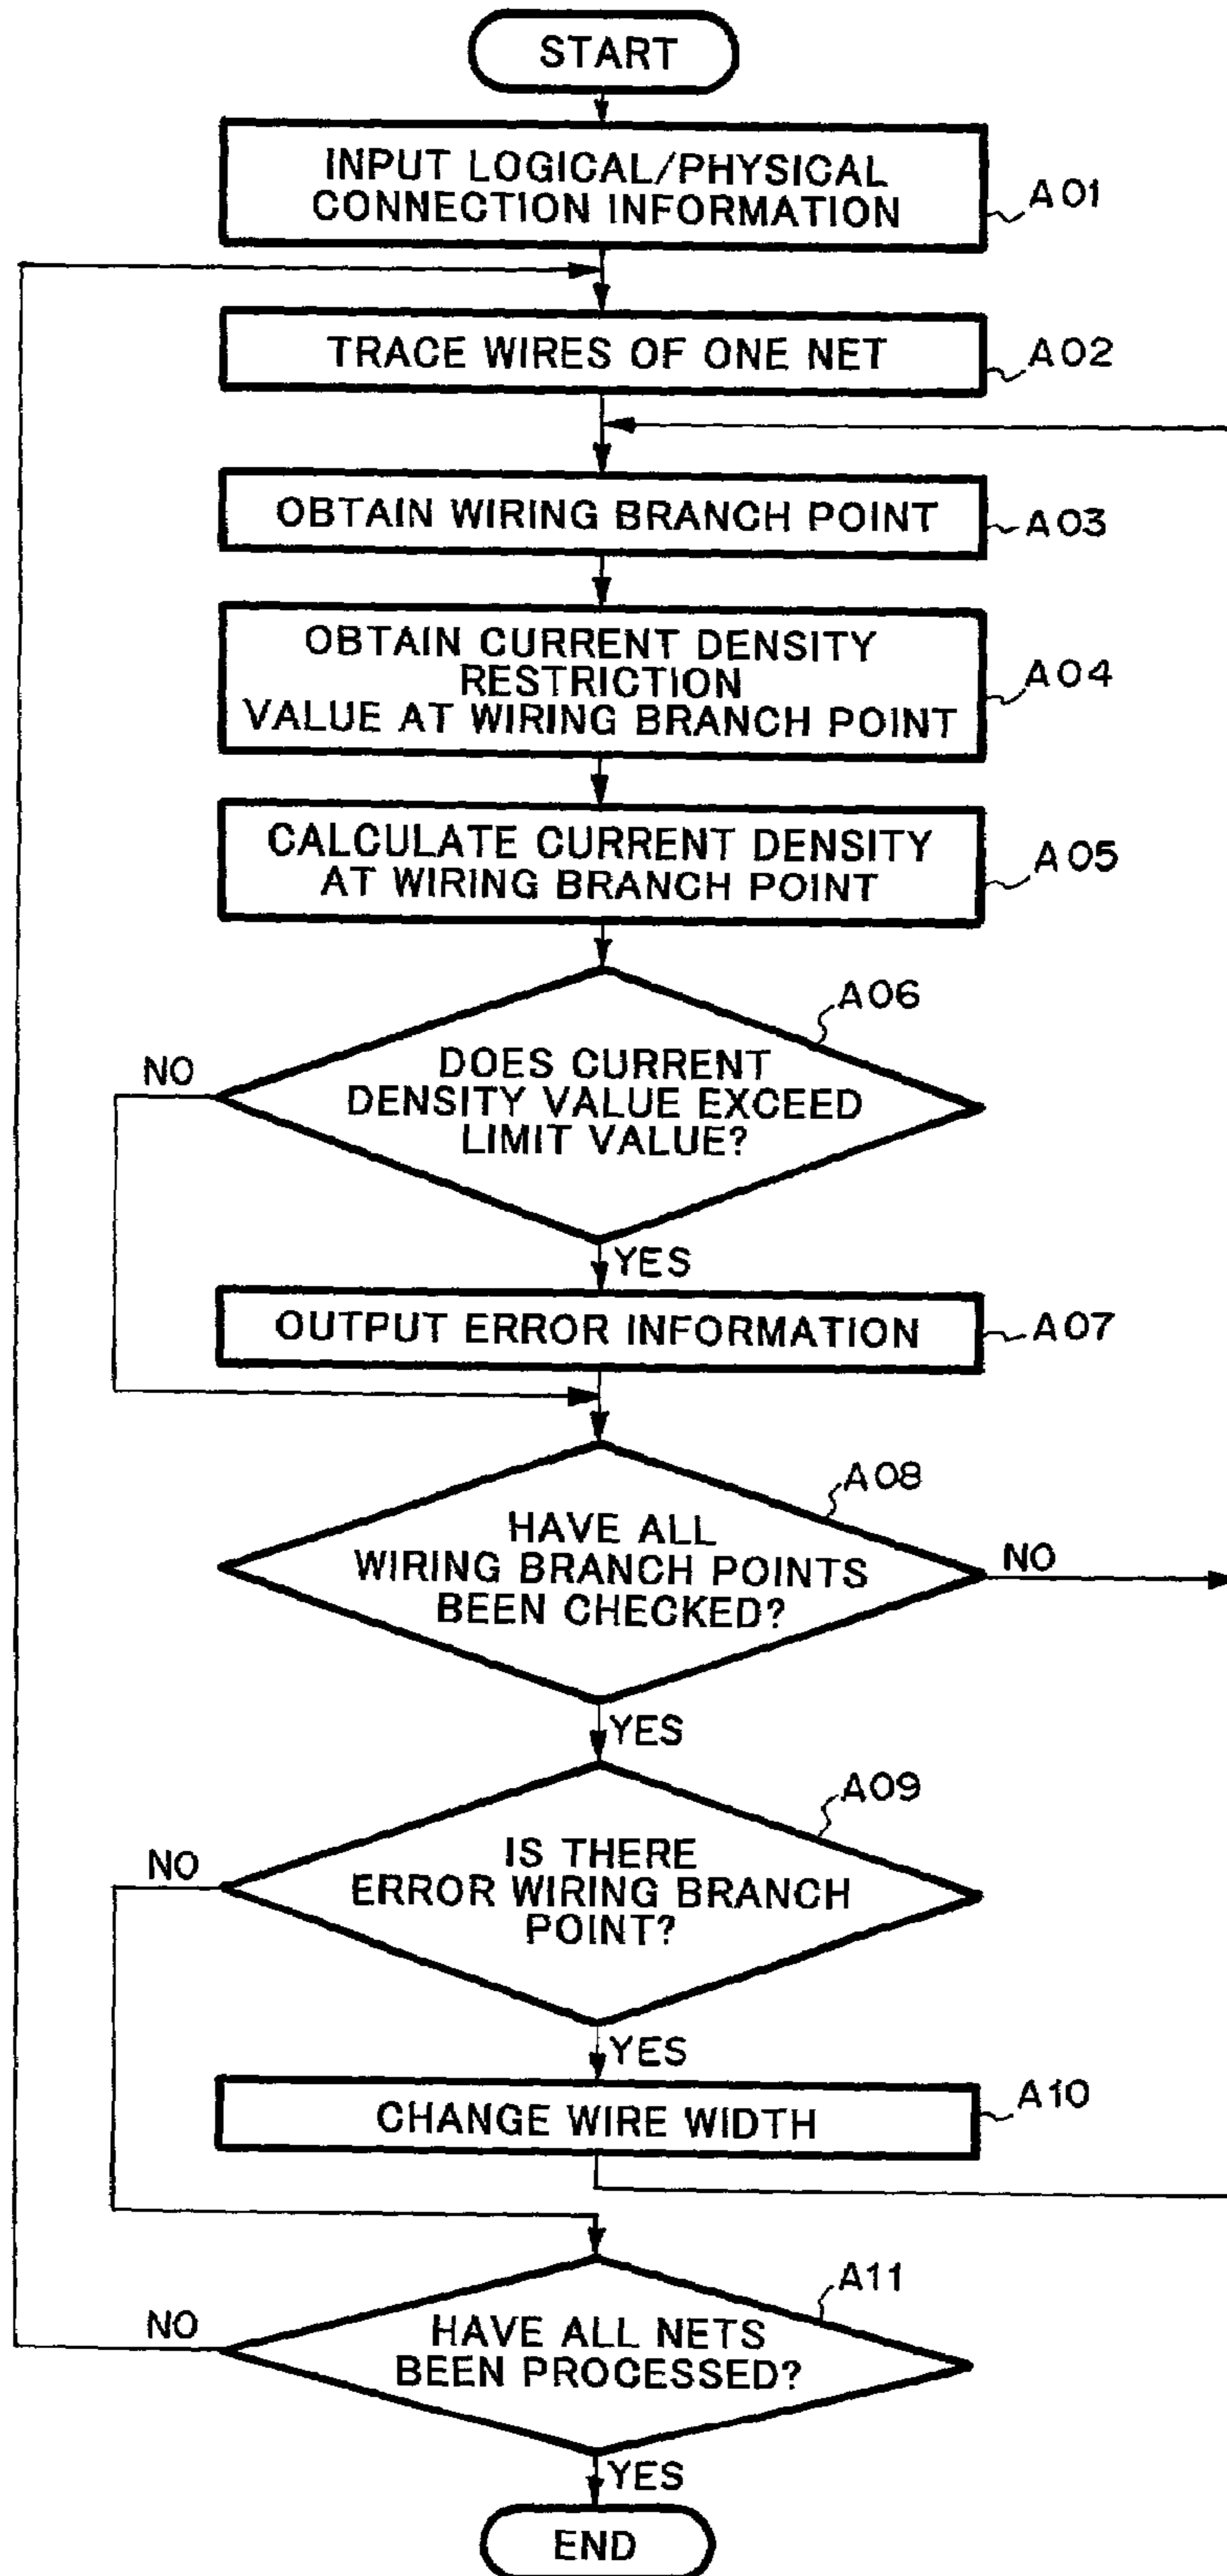 START
INPUT LOGICAL/PHYSICAL
CONNECTION INFORMATION
A01
TRACE WIRES OF ONE NET
A02
OBTAIN WIRING BRANCH POINT
A03
OBTAIN CURRENT DENSITY
RESTRICTION
VALUE AT WIRING BRANCH POINT
A04
CALCULATE CURRENT DENSITY
AT WIRING BRANCH POINT
A05
A06
NO
DOES CURRENT
DENSITY VALUE EXCEED
LIMIT VALUE?
YES
OUTPUT ERROR INFORMATION
A07
A08
HAVE ALL
WIRING BRANCH POINTS
BEEN CHECKED?
NO
YES
A09
NO
IS THERE
ERROR WIRING BRANCH
POINT?
YES
CHANGE WIRE WIDTH
A10
A11
NO
HAVE ALL NETS
BEEN PROCESSED?
YES
END